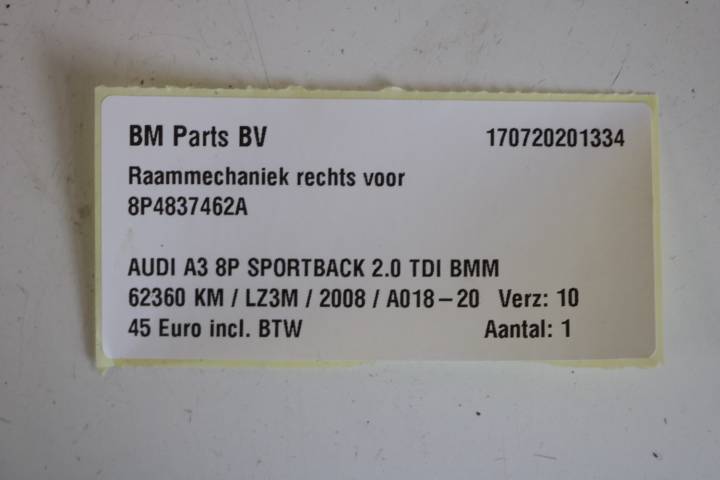 BM Parts BV 170720201334
Raammechaniek rechts voor
8P4837462A
AUDI A3 8P SPORTBACK 2.0 TDI BMM
62360 KM / LZ3M / 2008 / A018-20 Verz: 10
45 Euro incl. BTW Aantal: 1